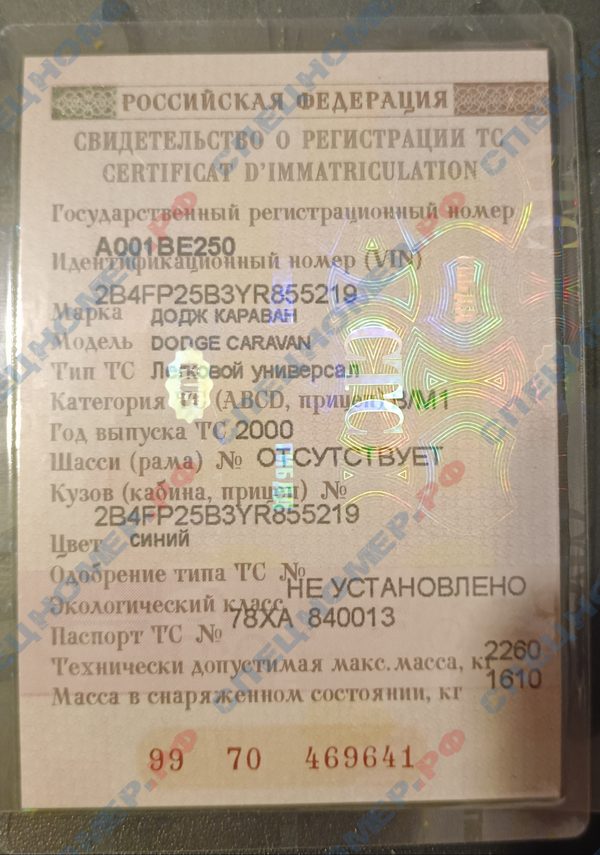 РОССИЙСКАЯ ФЕДЕРАЦИЯ
СВИДЕТЕЛЬСТВО О РЕГИСТРАЦИИ ТС
CERTIFICAT D'IMMATRICULATION
Государственный регистрационный номер
А001ВЕ250
Идентификационный номер (VIN)
2B4FP25B3YR855219
Марка ДОДЖ КАРАВАН
Модель DODGE CARAVAN
Тип ТС Легковой универсал
Категория ТС (ABCD, прицеп) B/M1
Год выпуска ТС 2000
Шасси (рама) № ОТСУТСТВУЕТ
Кузов (кабина, прицеп) №
2B4FP25B3YR855219
Цвет синий
Одобрение типа ТС №
НЕ УСТАНОВЛЕНО
Экологический класс
Паспорт ТС № 78ХА 840013
Технически допустимая макс. масса, кг 2260
Масса в снаряженном состоянии, кг 1610
99 70 469641
СТС
СПЕЦНОМЕР.РФ